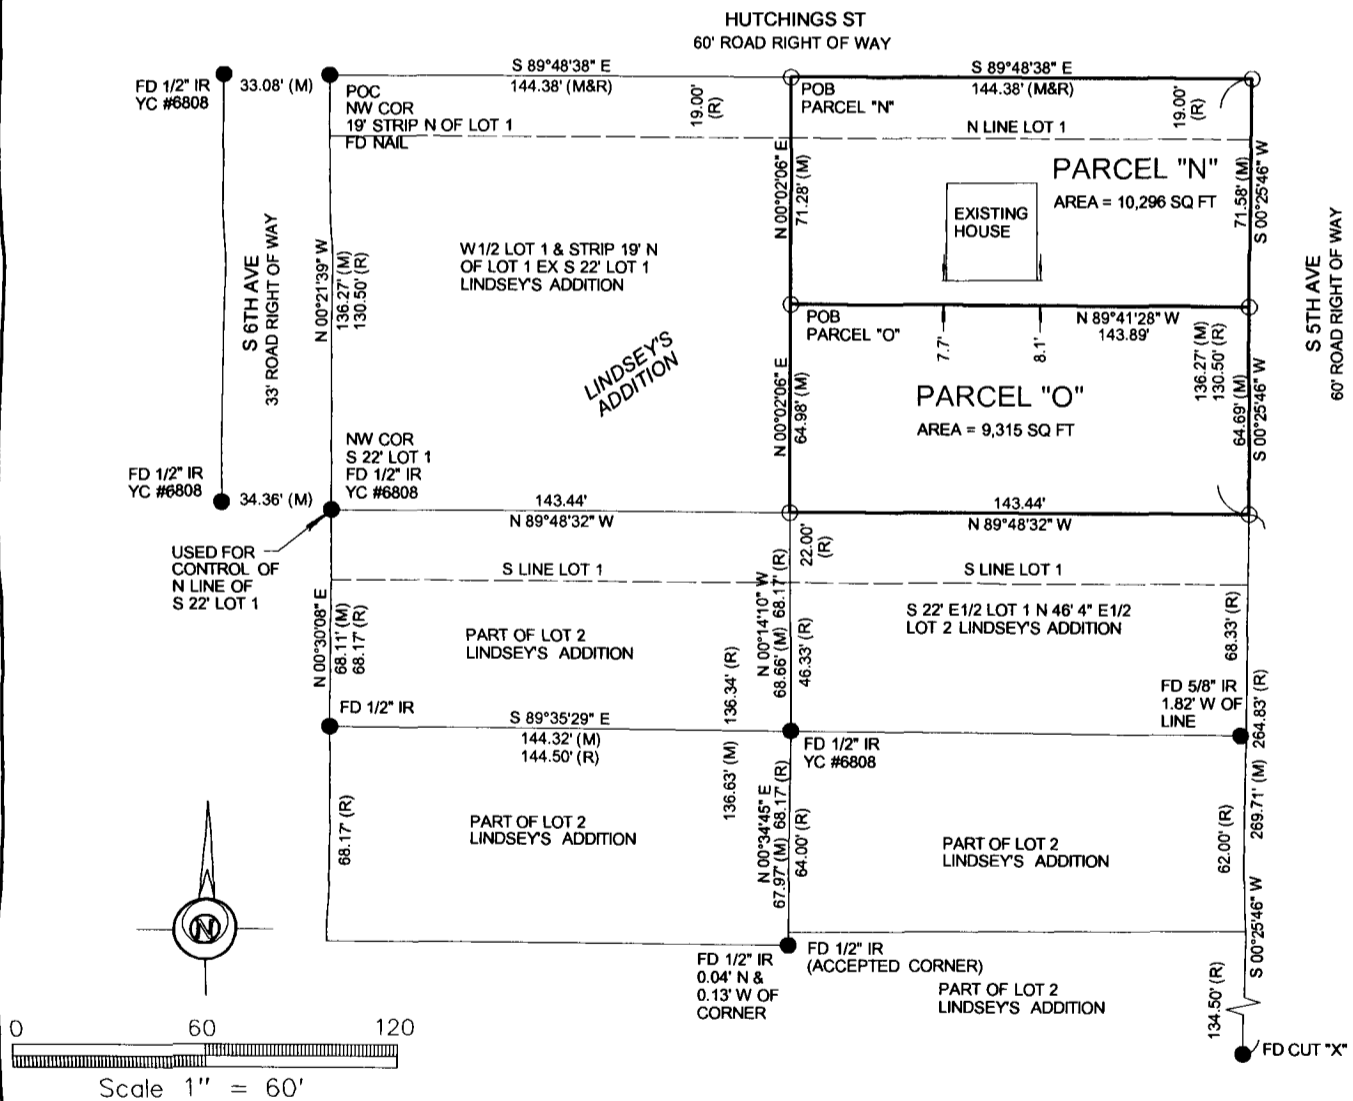 HUTCHINGS ST
60' ROAD RIGHT OF WAY
FD 1/2" IR
YC #6808
33.08' (M)
S 89°48'38" E
144.38' (M&R)
S 89°48'38" E
144.38' (M&R)
POC
NW COR
19' STRIP N OF LOT 1
FD NAIL
19.00'
(R)
POB
PARCEL "N"
19.00'
(R)
N LINE LOT 1
PARCEL "N"
AREA = 10,296 SQ FT
EXISTING
HOUSE
N 00°02'06" E
71.28' (M)
71.58' (M)
S 00°25'46" W
S 6TH AVE
33' ROAD RIGHT OF WAY
N 00°21'39" W
136.27' (M)
130.50' (R)
W1/2 LOT 1 & STRIP 19' N
OF LOT 1 EX S 22' LOT 1
LINDSEY'S ADDITION
S 5TH AVE
60' ROAD RIGHT OF WAY
POB
PARCEL "O"
N 89°41'28" W
143.89'
7.7'
8.1'
136.27' (M)
130.50' (R)
LINDSEY'S
ADDITION
PARCEL "O"
AREA = 9,315 SQ FT
N 00°02'06" E
64.98' (M)
64.69' (M)
S 00°25'46" W
NW COR
S 22' LOT 1
FD 1/2" IR
YC #6808
FD 1/2" IR
YC #6808
34.36' (M)
143.44'
N 89°48'32" W
143.44'
N 89°48'32" W
USED FOR
CONTROL OF
N LINE OF
S 22' LOT 1
22.00'
(R)
S LINE LOT 1
S LINE LOT 1
N 00°30'08" E
68.11' (M)
68.17' (R)
PART OF LOT 2
LINDSEY'S ADDITION
136.34' (R)
N 00°14'10" W
68.66' (M) 68.17' (R)
46.33' (R)
S 22' E1/2 LOT 1 N 46' 4" E1/2
LOT 2 LINDSEY'S ADDITION
68.33' (R)
FD 5/8" IR
1.82' W OF
LINE
FD 1/2" IR
S 89°35'29" E
144.32' (M)
144.50' (R)
FD 1/2" IR
YC #6808
136.63' (M)
S 00°25'46" W 269.71' (M) 264.83' (R)
68.17' (R)
PART OF LOT 2
LINDSEY'S ADDITION
N 00°34'45" E
67.97' (M) 68.17' (R)
64.00' (R)
PART OF LOT 2
LINDSEY'S ADDITION
62.00' (R)
N
FD 1/2" IR
0.04' N &
0.13' W OF
CORNER
FD 1/2" IR
(ACCEPTED CORNER)
PART OF LOT 2
LINDSEY'S ADDITION
134.50' (R)
FD CUT "X"
0 60 120
Scale 1" = 60'